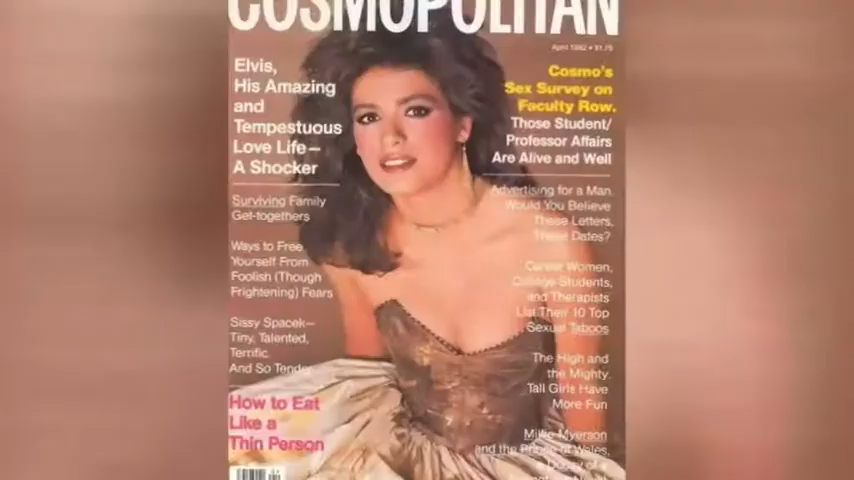 COSMOPOLITAN
April 1982 • $1.75
Elvis,
His Amazing
and
Tempestuous
Love Life—
A Shocker
Surviving Family
Get-togethers
Ways to Free
Yourself From
Foolish (Though
Frightening) Fears
Sissy Spacek—
Tiny, Talented,
Terrific.
And So Tender
How to Eat
Like a
Thin Person
Cosmo's
Sex Survey on
Faculty Row.
Those Student/
Professor Affairs
Are Alive and Well
Advertising for a Man.
Would You Believe
These Letters,
These Dates?
Career Women,
College Students,
and Therapists
List Their 10 Top
Sexual Taboos
The High and
the Mighty.
Tall Girls Have
More Fun
Myerson
and the Prince of Wales,